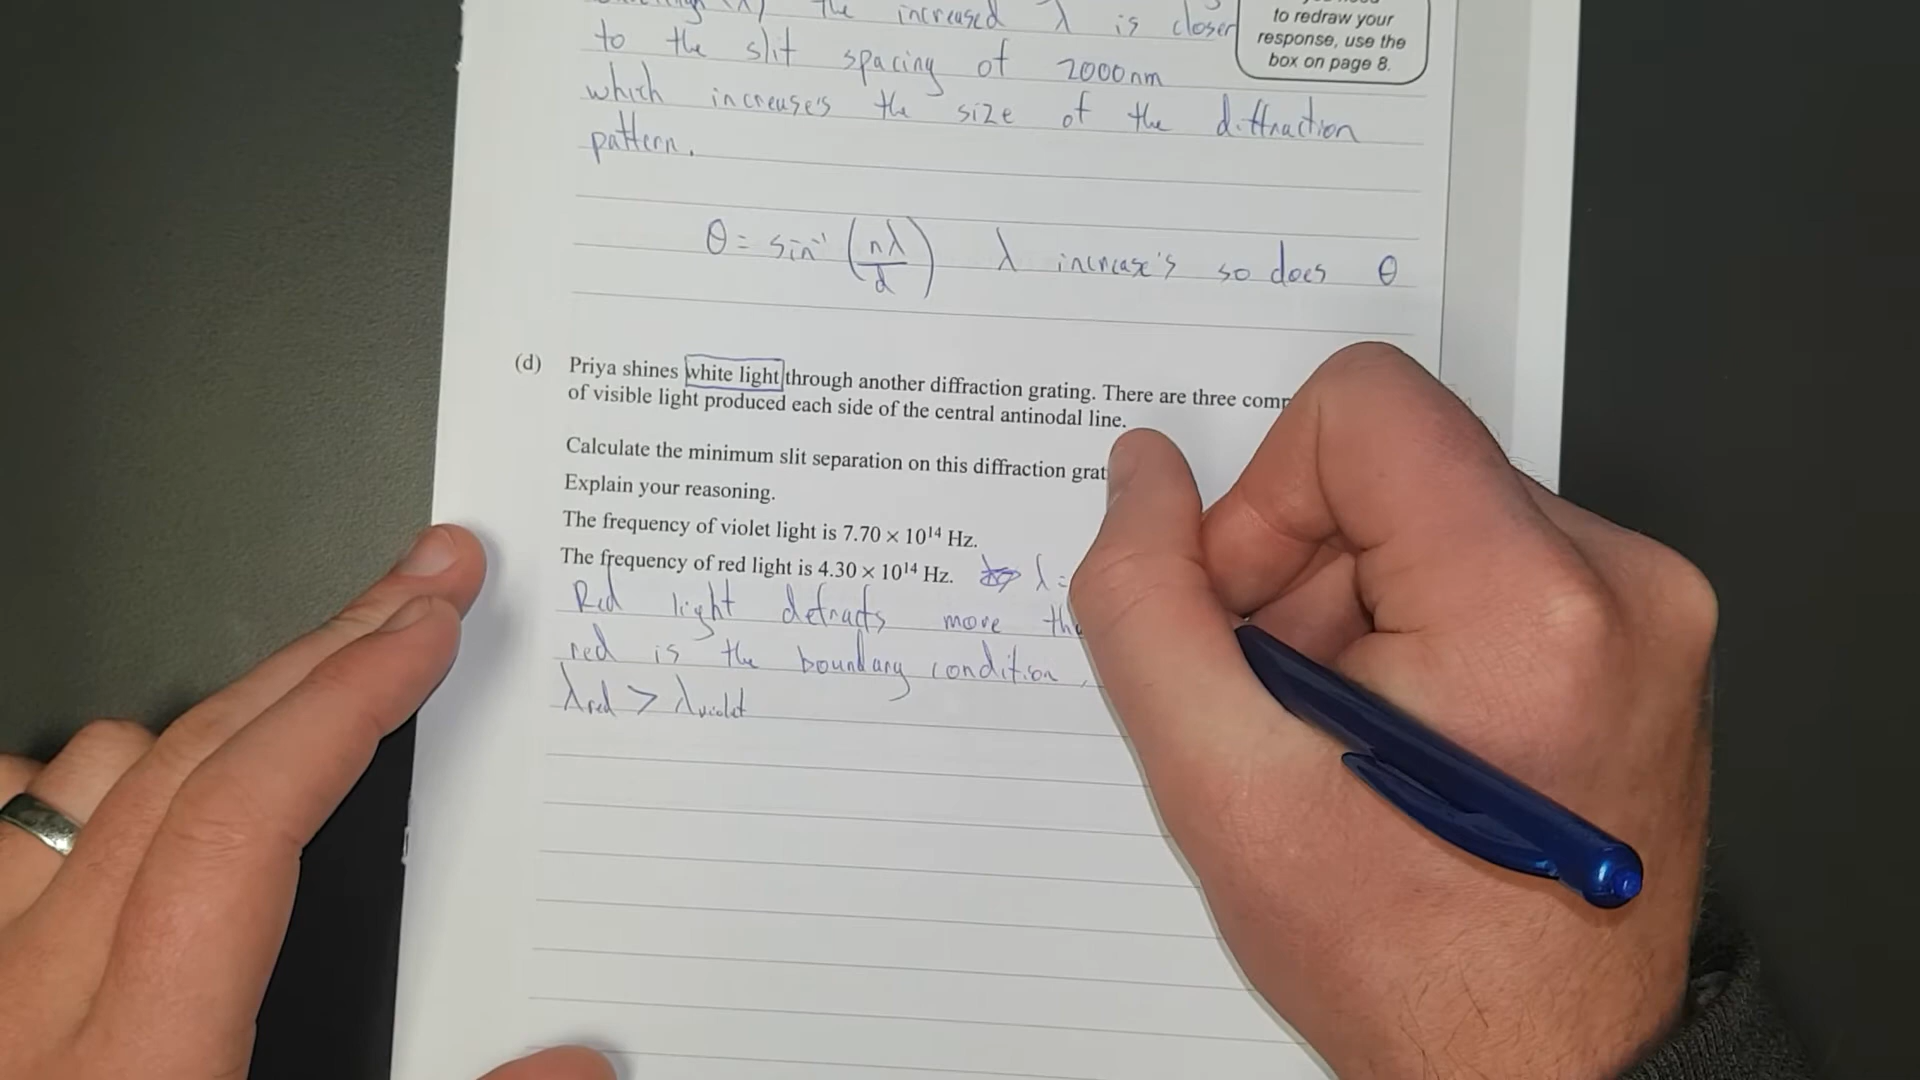 the increased λ is closer
to redraw your
response, use the
box on page 8.
to the slit spacing of 2000nm
which increase's the size of the diffraction
pattern.
θ = sin⁻¹ (nλ/d) λ increase's so does θ
(d) Priya shines white light through another diffraction grating. There are three
of visible light produced each side of the central antinodal line.
Calculate the minimum slit separation on this diffraction
Explain your reasoning.
The frequency of violet light is 7.70 × 10¹⁴ Hz.
The frequency of red light is 4.30 × 10¹⁴ Hz. λ =
Red light defracts more
red is the boundary condition,
λred > λviolet